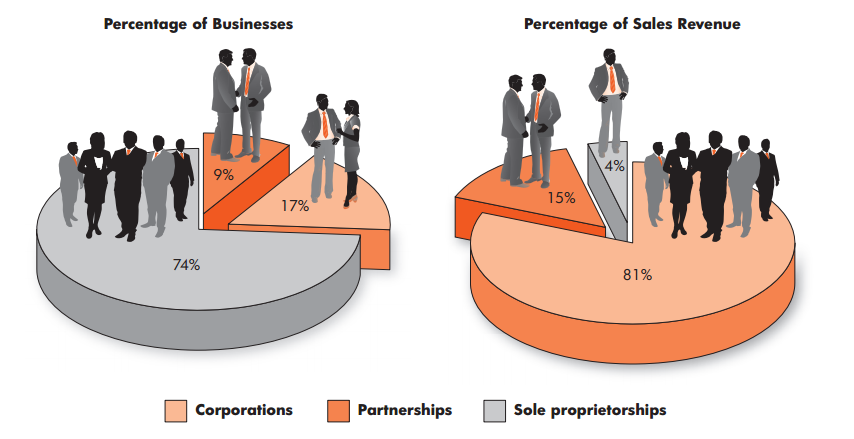 Percentage of Businesses
9%
17%
74%
Percentage of Sales Revenue
4%
15%
81%
Corporations
Partnerships
Sole proprietorships